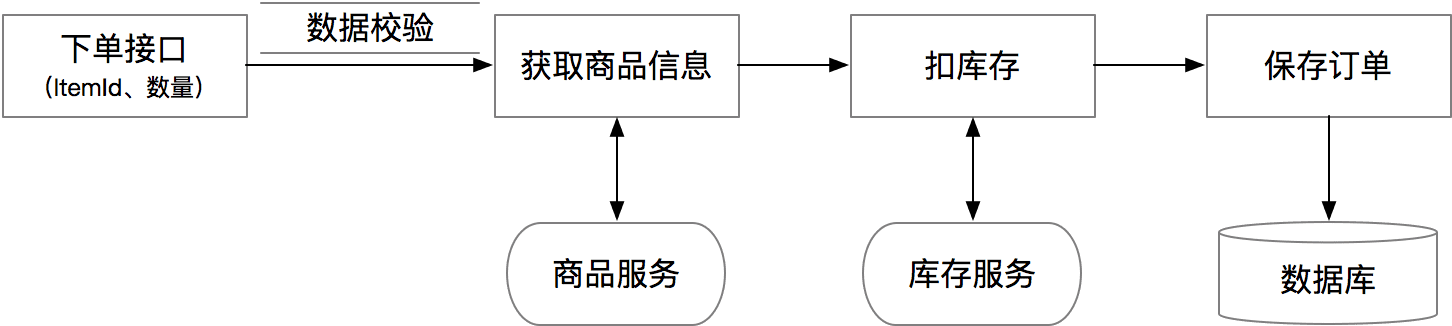 下单接口
（ItemId、数量）
数据校验
获取商品信息
扣库存
保存订单
商品服务
库存服务
数据库